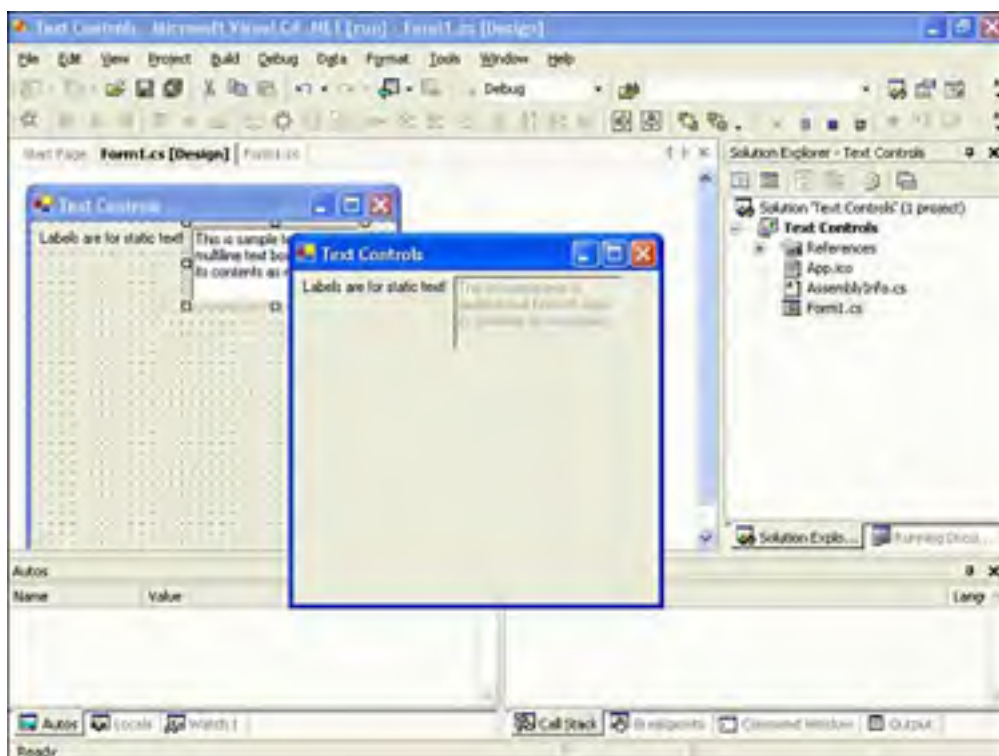 Text Controls - Microsoft Visual C# .NET [run] - Form1.cs [Design]
File Edit View Project Build Debug Data Format Tools Window Help
Debug
Start Page Form1.cs [Design] Form1.cs
Solution Explorer - Text Controls
Solution 'Text Controls' (1 project)
Text Controls
References
App.ico
AssemblyInfo.cs
Form1.cs
Text Controls
Labels are for static text!
This is sample
multiline text
its contents as
Text Controls
Labels are for static text!
Solution Explo...
Running
Autos
Name Value
Lang
Autos Locals Watch 1
Call Stack Breakpoints Command Window Output
Ready